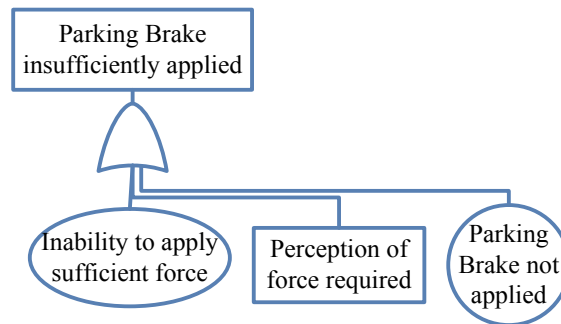 Parking Brake
insufficiently applied
Inability to apply
sufficient force
Perception of
force required
Parking
Brake not
applied